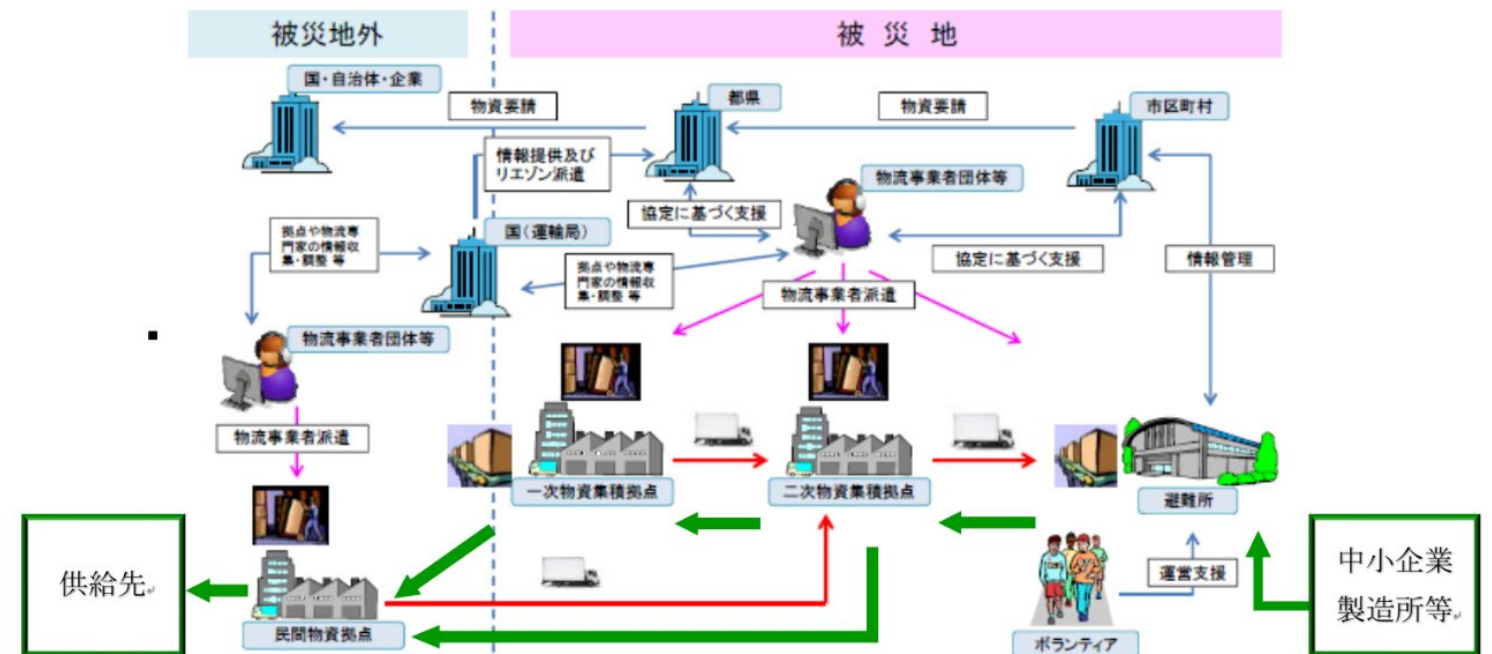 被災地外
被 災 地
国・自治体・企業
物資要請
都県
物資要請
市区町村
情報提供及び
リエゾン派遣
物流事業者団体等
協定に基づく支援
拠点や物流専
門家の情報収
集・調整 等
国(運輸局)
拠点や物流専
門家の情報収
集・調整 等
協定に基づく支援
情報管理
物流事業者派遣
物流事業者団体等
物流事業者派遣
一次物資集積拠点
二次物資集積拠点
避難所
供給先
民間物資拠点
運営支援
ボランティア
中小企業
製造所等